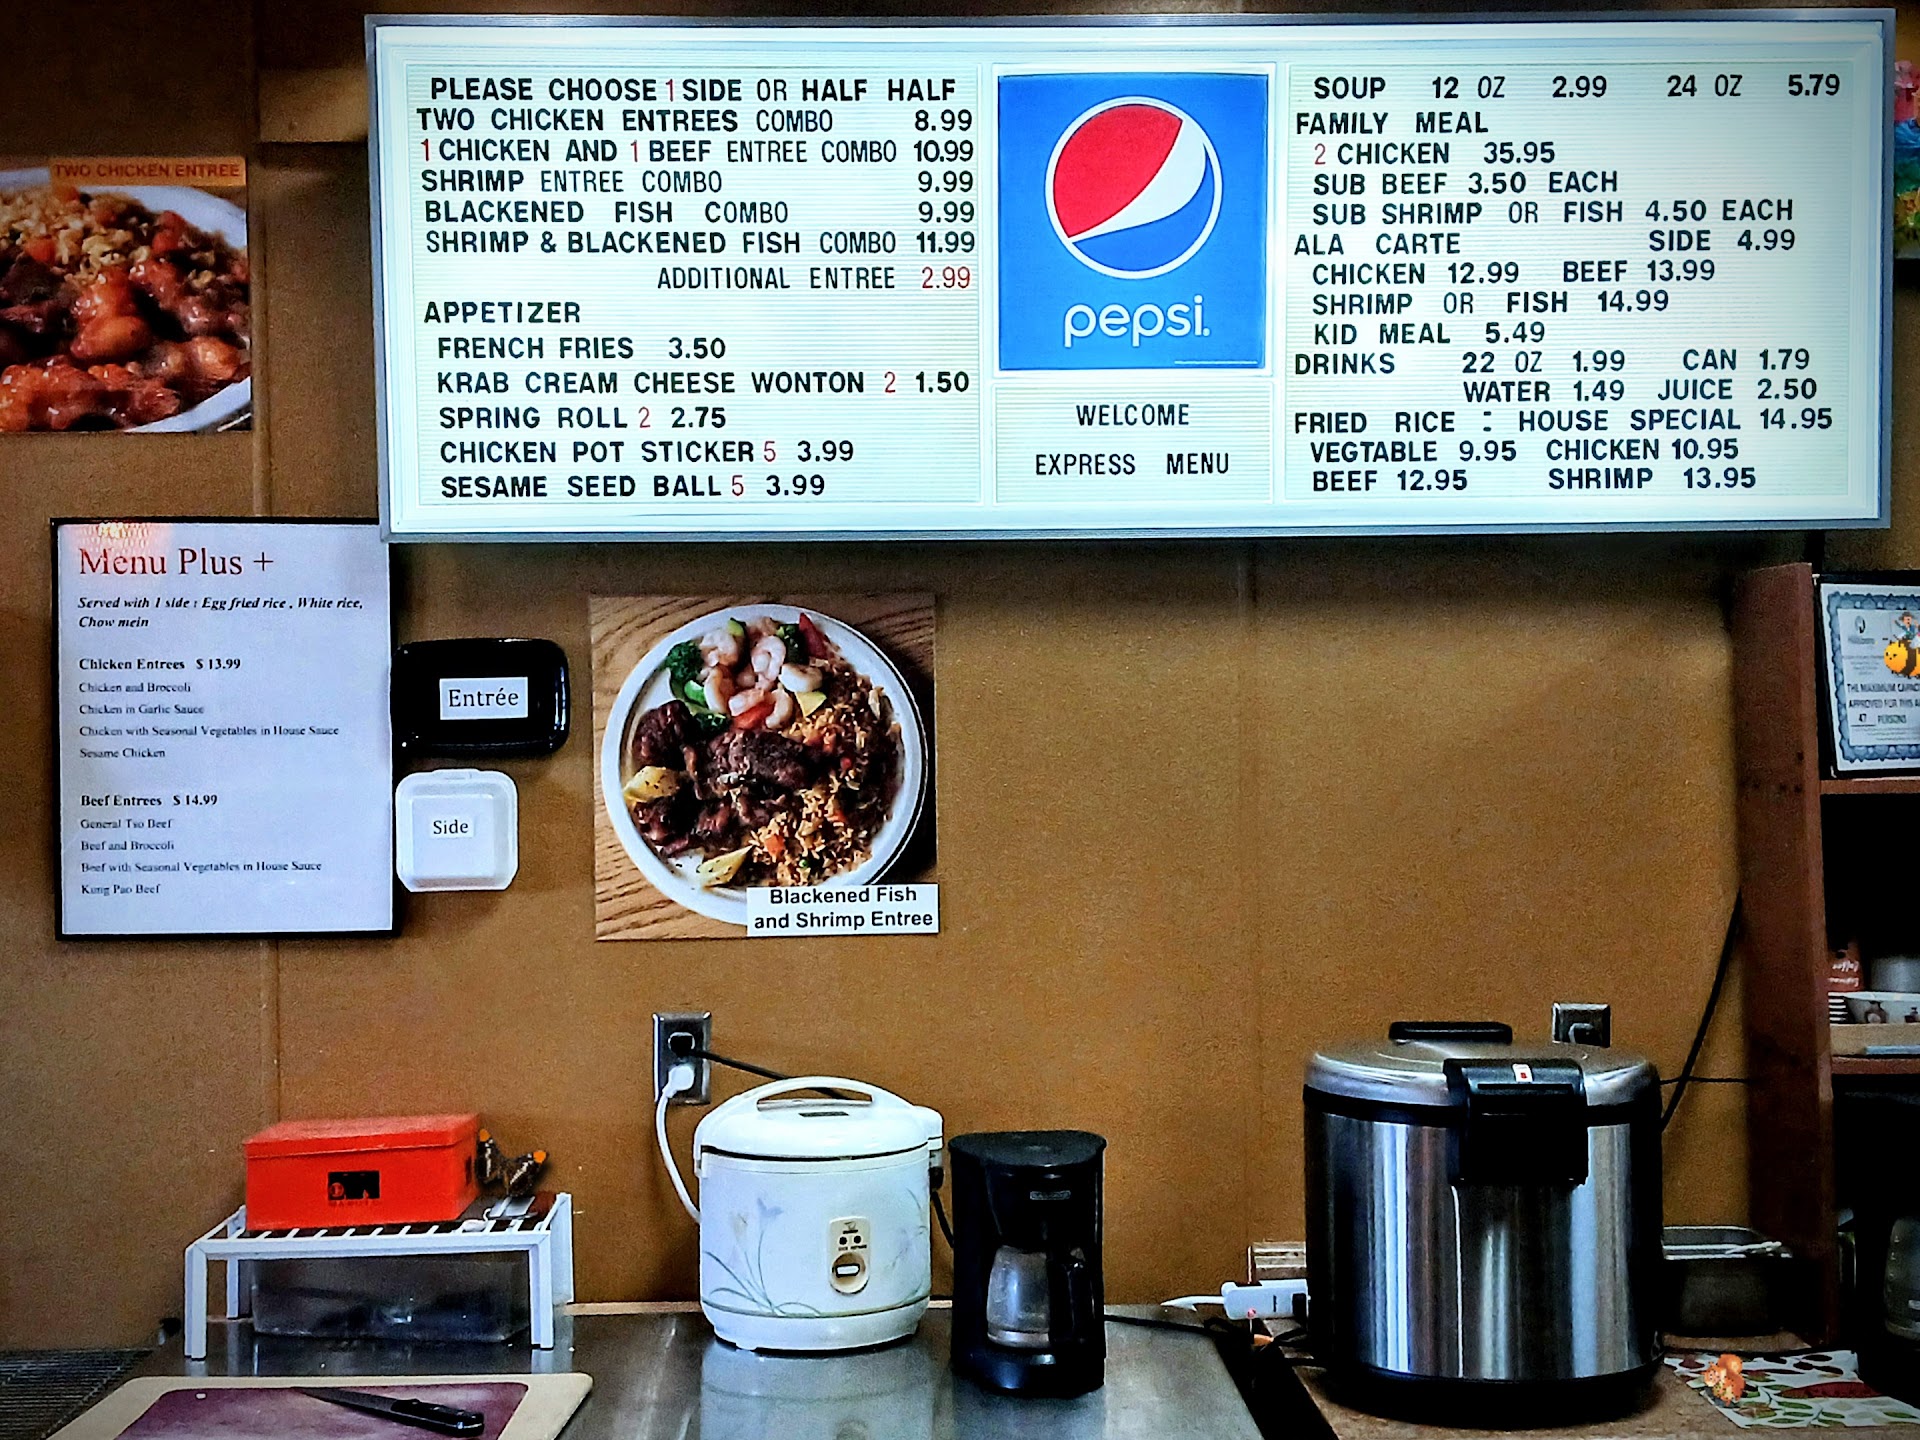 TWO CHICKEN ENTREE
PLEASE CHOOSE 1 SIDE OR HALF HALF
TWO CHICKEN ENTREES COMBO 8.99
1 CHICKEN AND 1 BEEF ENTREE COMBO 10.99
SHRIMP ENTREE COMBO 9.99
BLACKENED FISH COMBO 9.99
SHRIMP & BLACKENED FISH COMBO 11.99
ADDITIONAL ENTREE 2.99
APPETIZER
FRENCH FRIES 3.50
KRAB CREAM CHEESE WONTON 2 1.50
SPRING ROLL 2 2.75
CHICKEN POT STICKER 5 3.99
SESAME SEED BALL 5 3.99
pepsi.
WELCOME
EXPRESS MENU
SOUP 12 OZ 2.99 24 OZ 5.79
FAMILY MEAL
2 CHICKEN 35.95
SUB BEEF 3.50 EACH
SUB SHRIMP OR FISH 4.50 EACH
ALA CARTE SIDE 4.99
CHICKEN 12.99 BEEF 13.99
SHRIMP OR FISH 14.99
KID MEAL 5.49
DRINKS 22 OZ 1.99 CAN 1.79
WATER 1.49 JUICE 2.50
FRIED RICE : HOUSE SPECIAL 14.95
VEGTABLE 9.95 CHICKEN 10.95
BEEF 12.95 SHRIMP 13.95
Menu Plus +
Served with 1 side : Egg fried rice , White rice,
Chow mein
Chicken Entrees $ 13.99
Chicken and Broccoli
Chicken in Garlic Sauce
Chicken with Seasonal Vegetables in House Sauce
Sesame Chicken
Beef Entrees $ 14.99
General Tso Beef
Beef and Broccoli
Beef with Seasonal Vegetables in House Sauce
Kung Pao Beef
Entrée
Side
Blackened Fish
and Shrimp Entree
THE MAXIMUM
APPROVED FOR THIS
47 PERSONS